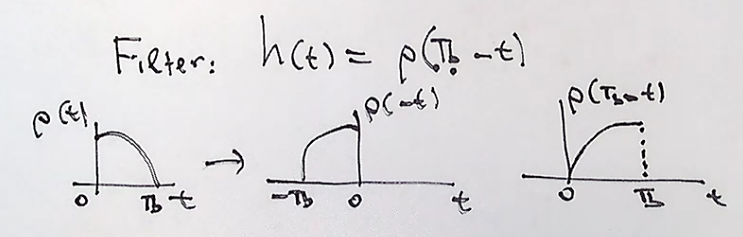 Filter: h(t) = p(Tb - t)
p(t) → p(-t) p(Tb-t)
0 Tb t -Tb 0 t 0 Tb t